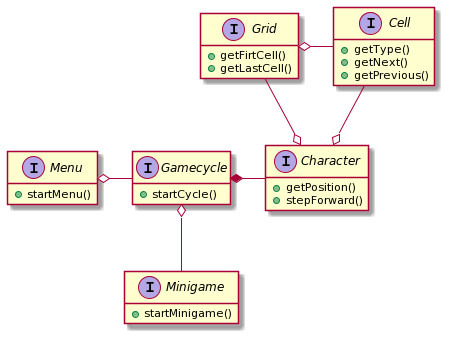 I Grid
getFirtCell()
getLastCell()
I Cell
getType()
getNext()
getPrevious()
I Menu
startMenu()
I Gamecycle
startCycle()
I Character
getPosition()
stepForward()
I Minigame
startMinigame()